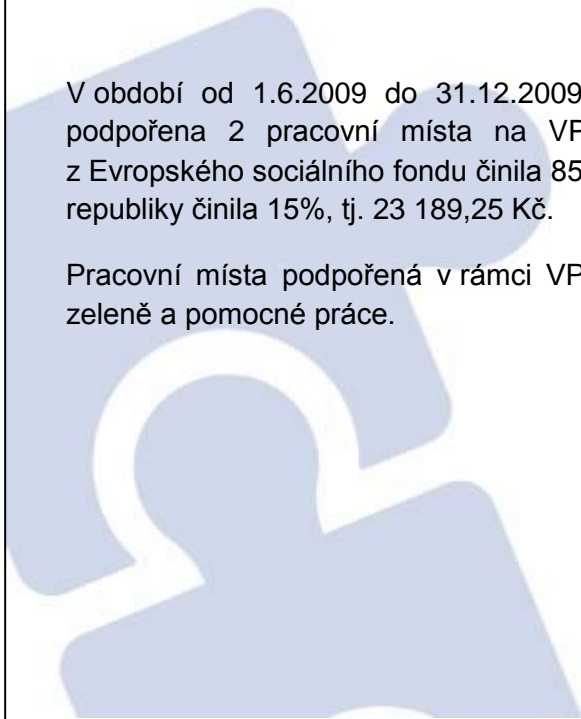 V období od 1.6.2009 do 31.12.2009
podpořena 2 pracovní místa na VP
z Evropského sociálního fondu činila 85
republiky činila 15%, tj. 23 189,25 Kč.
Pracovní místa podpořená v rámci VP
zeleně a pomocné práce.